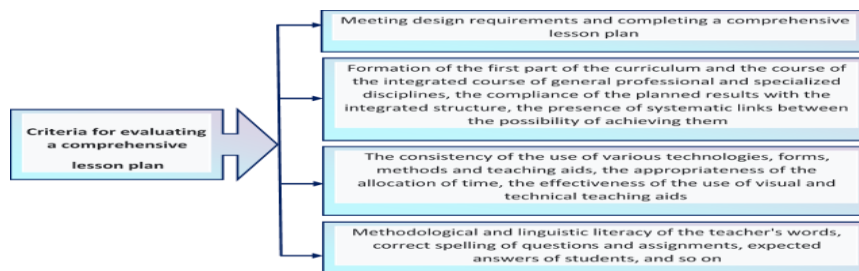 Criteria for evaluating
a comprehensive
lesson plan
Meeting design requirements and completing a comprehensive
lesson plan
Formation of the first part of the curriculum and the course of
the integrated course of general professional and specialized
disciplines, the compliance of the planned results with the
integrated structure, the presence of systematic links between
the possibility of achieving them
The consistency of the use of various technologies, forms,
methods and teaching aids, the appropriateness of the
allocation of time, the effectiveness of the use of visual and
technical teaching aids
Methodological and linguistic literacy of the teacher's words,
correct spelling of questions and assignments, expected
answers of students, and so on